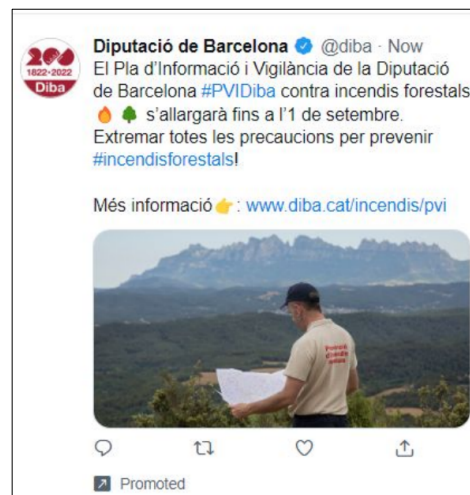 200
1822-2022
Diba
Diputació de Barcelona @diba · Now
El Pla d'Informació i Vigilància de la Diputació
de Barcelona #PVIDiba contra incendis forestals
🔥 🌲 s'allargarà fins a l'1 de setembre.
Extremar totes les precaucions per prevenir
#incendisforestals!
Més informació👉: www.diba.cat/incendis/pvi
Promoted